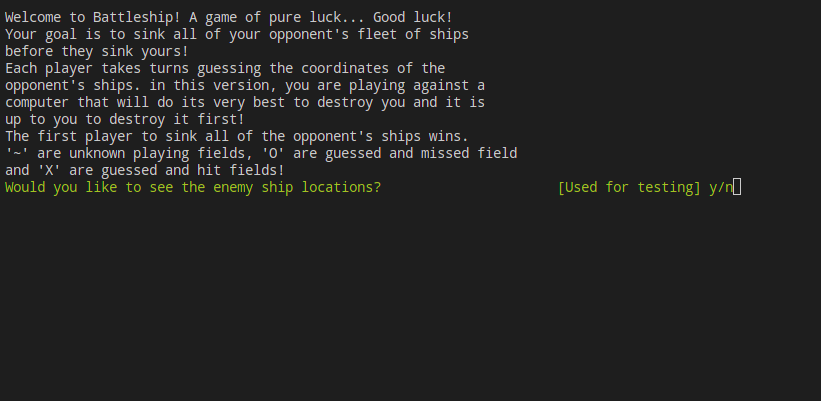 Welcome to Battleship! A game of pure luck... Good luck!
Your goal is to sink all of your opponent's fleet of ships
before they sink yours!
Each player takes turns guessing the coordinates of the
opponent's ships. in this version, you are playing against a
computer that will do its very best to destroy you and it is
up to you to destroy it first!
The first player to sink all of the opponent's ships wins.
'~' are unknown playing fields, 'O' are guessed and missed field
and 'X' are guessed and hit fields!
Would you like to see the enemy ship locations? [Used for testing] y/n